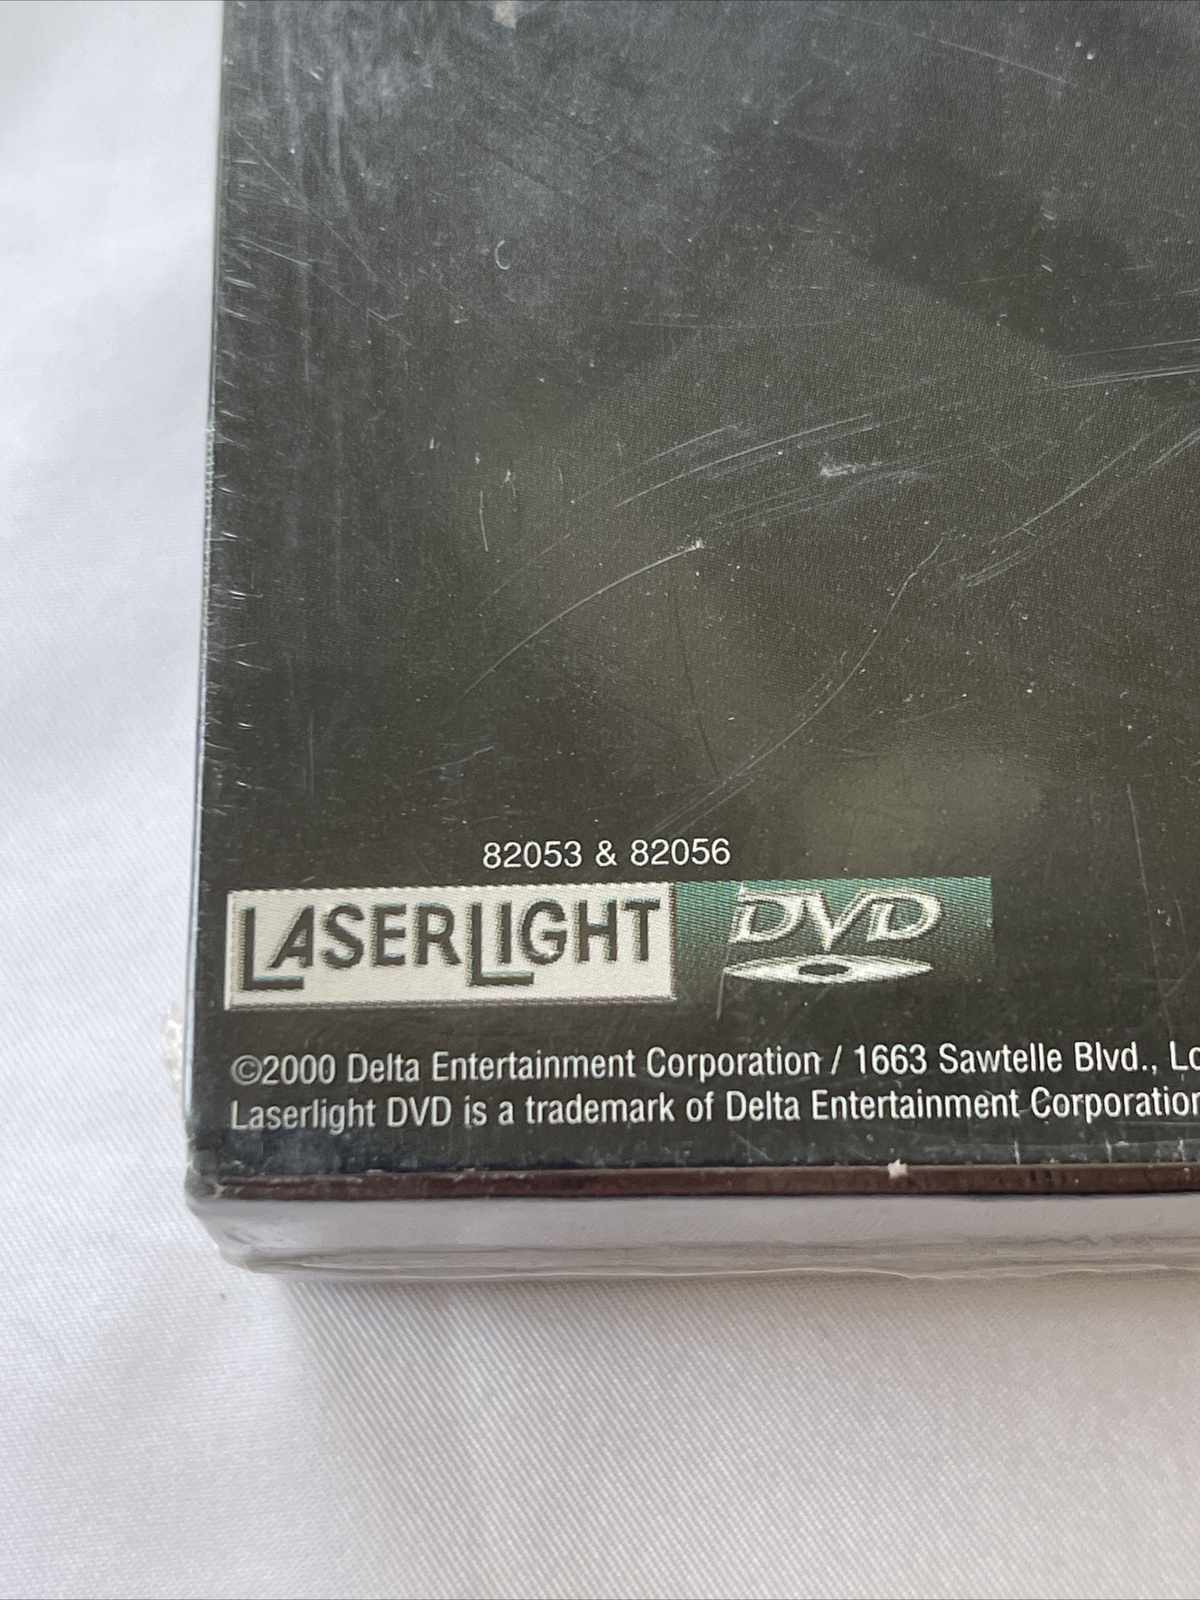 82053 & 82056
LASERLIGHT DVD
©2000 Delta Entertainment Corporation / 1663 Sawtelle Blvd.,
Laserlight DVD is a trademark of Delta Entertainment Corporation